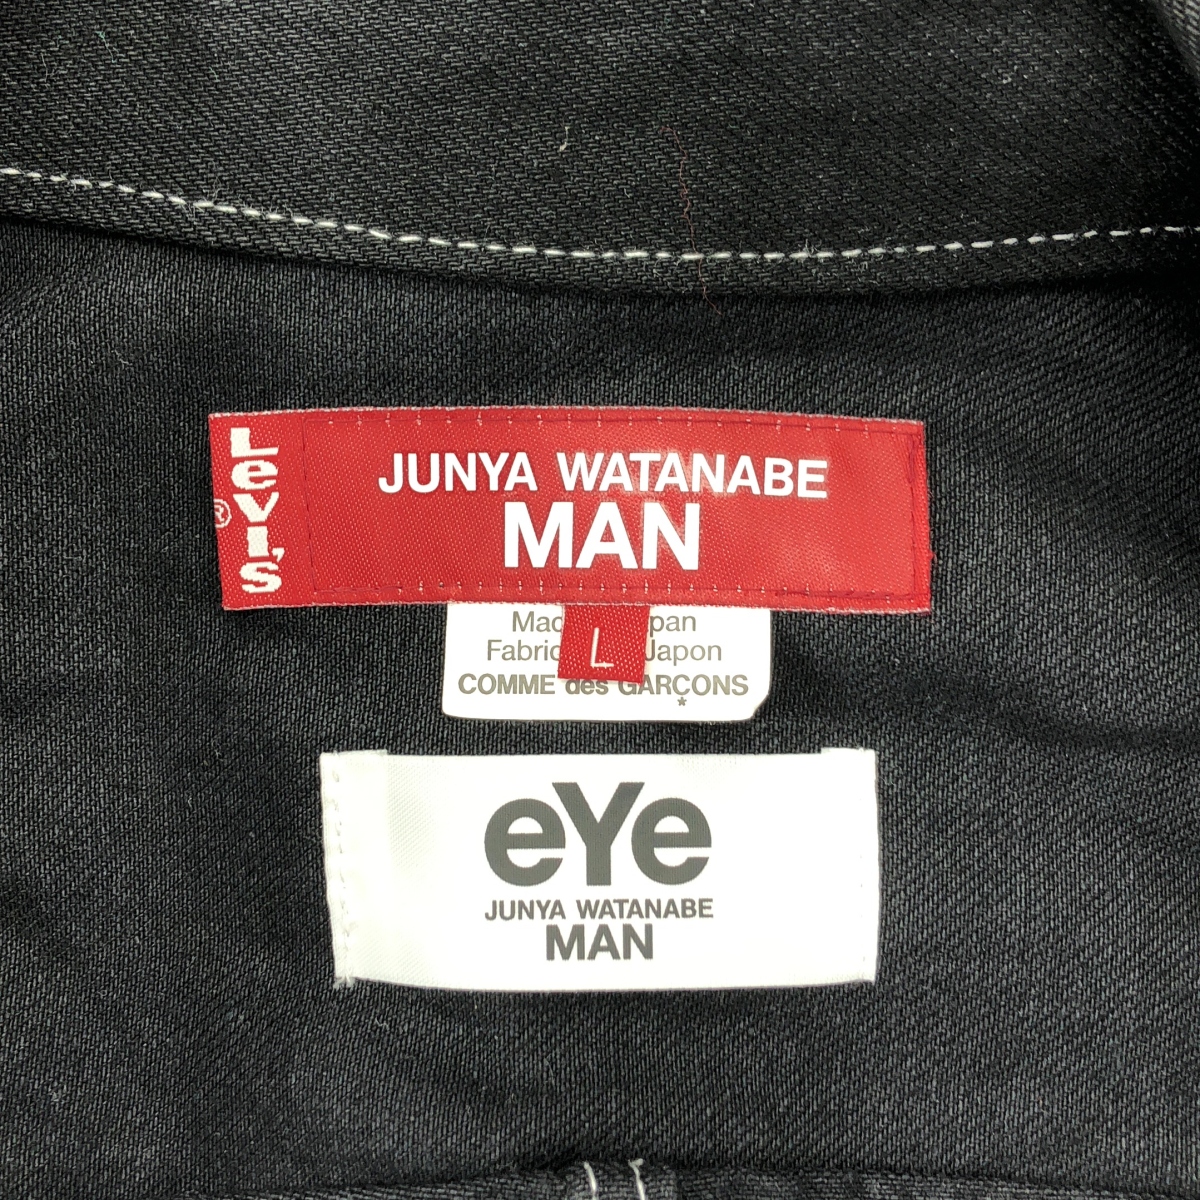 Levi's
®
JUNYA WATANABE
MAN
L
COMME des GARÇONS
*
eYe
JUNYA WATANABE
MAN